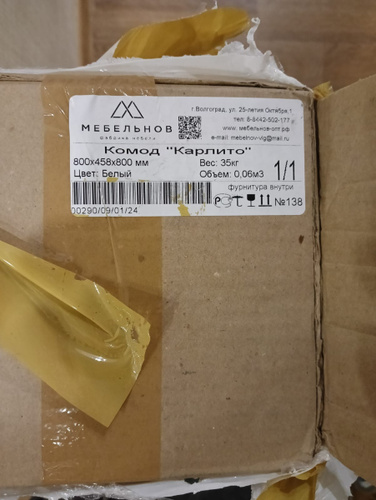 МЕБЕЛЬНОВ
ФАБРИКА МЕБЕЛИ
г.Волгоград, ул. 25-летия Октября 1
тел: 8-8442-502-177
www.мебельнов-опт.рф
e-mail: mebelnov-vlg@mail.ru
Комод "Карлито"
800x458x800 мм
Вес: 35кг
Цвет: Белый
Объем: 0,06м3
1/1
фурнитура внутри
00290/09/01/24
№138